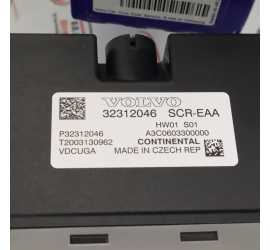 VOLVO
32312046 SCR-EAA
HW01 S01
P32312046 A3C0603300000
T2003130962 CONTINENTAL
VDCUGA MADE IN CZECH REP